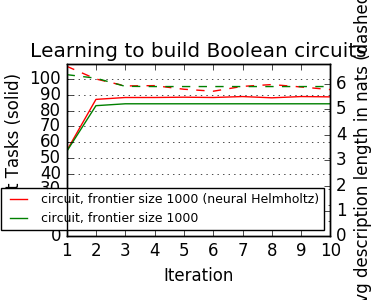 Learning to build Boolean circuits
100
90
80
70
60
50
40
30
0
t Tasks (solid)
6
5
4
3
2
1
0
vg description length in nats (dashed
circuit, frontier size 1000 (neural Helmholtz)
circuit, frontier size 1000
1 2 3 4 5 6 7 8 9 10
Iteration